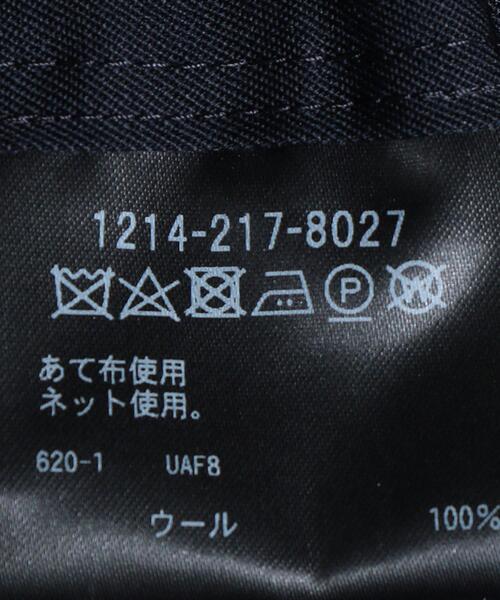 1214-217-8027
P W
あて布使用
ネット使用。
620-1 UAF8
ウール 100%